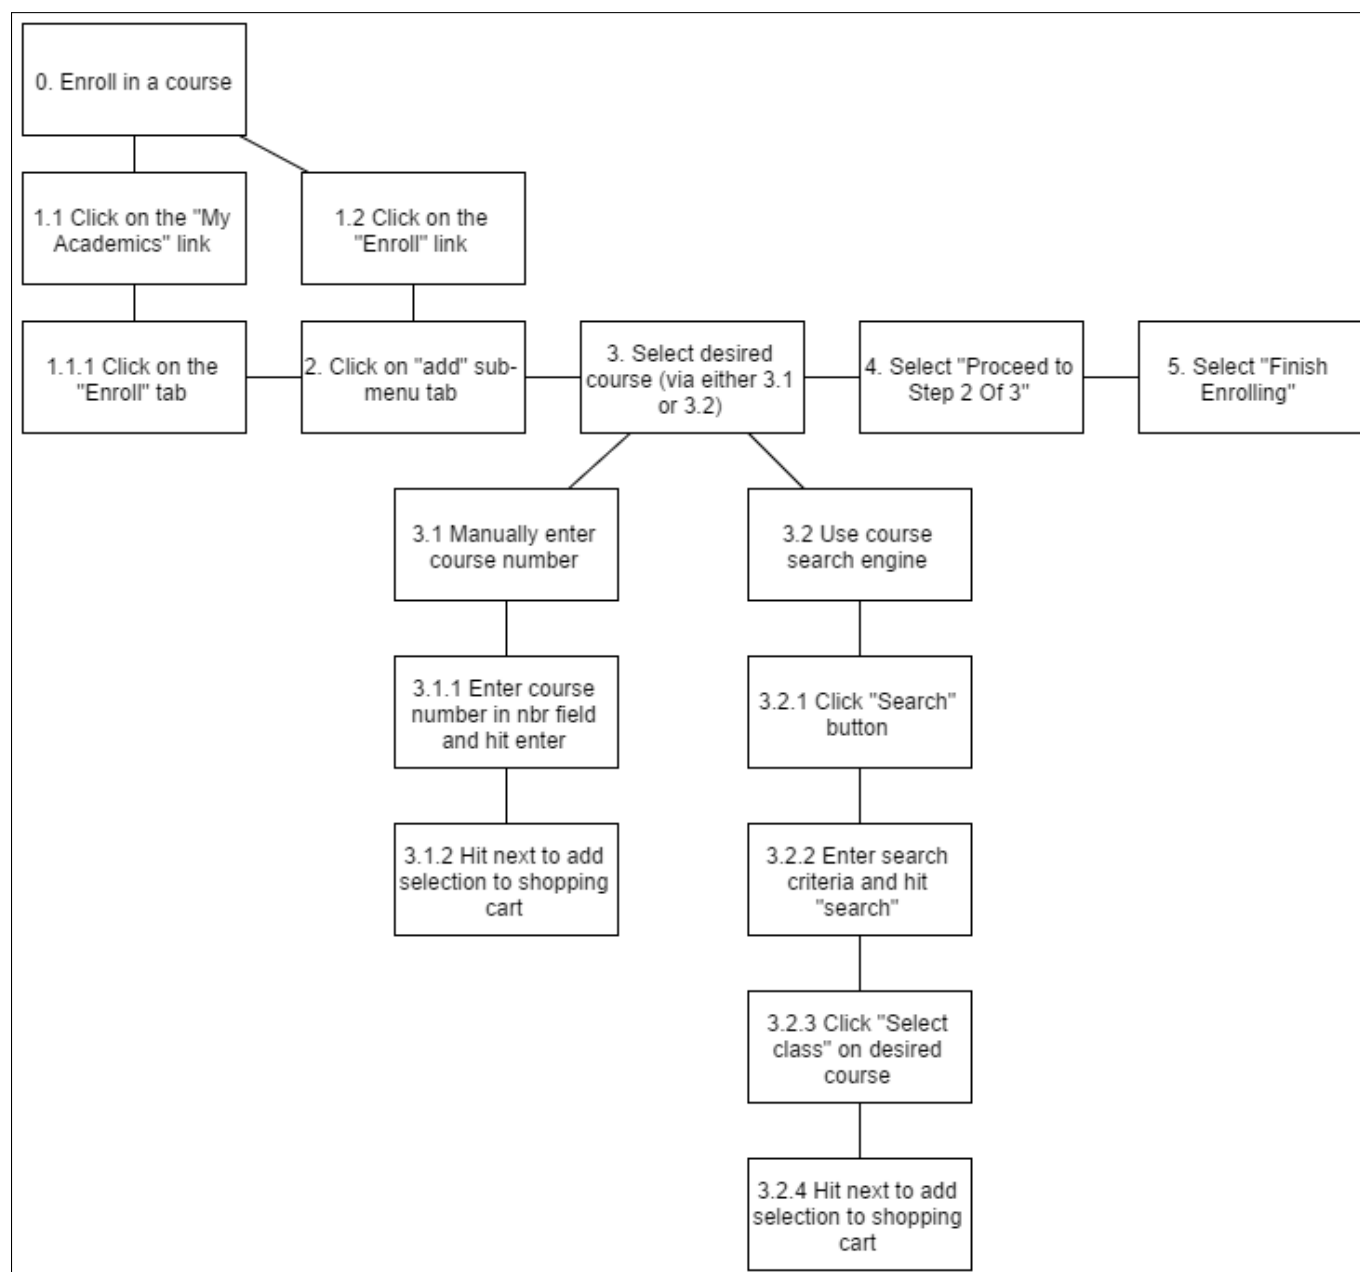 0. Enroll in a course
1.1 Click on the "My
Academics" link
1.2 Click on the
"Enroll" link
1.1.1 Click on the
"Enroll" tab
2. Click on "add" sub-
menu tab
3. Select desired
course (via either 3.1
or 3.2)
4. Select "Proceed to
Step 2 Of 3"
5. Select "Finish
Enrolling"
3.1 Manually enter
course number
3.2 Use course
search engine
3.1.1 Enter course
number in nbr field
and hit enter
3.2.1 Click "Search"
button
3.1.2 Hit next to add
selection to shopping
cart
3.2.2 Enter search
criteria and hit
"search"
3.2.3 Click "Select
class" on desired
course
3.2.4 Hit next to add
selection to shopping
cart